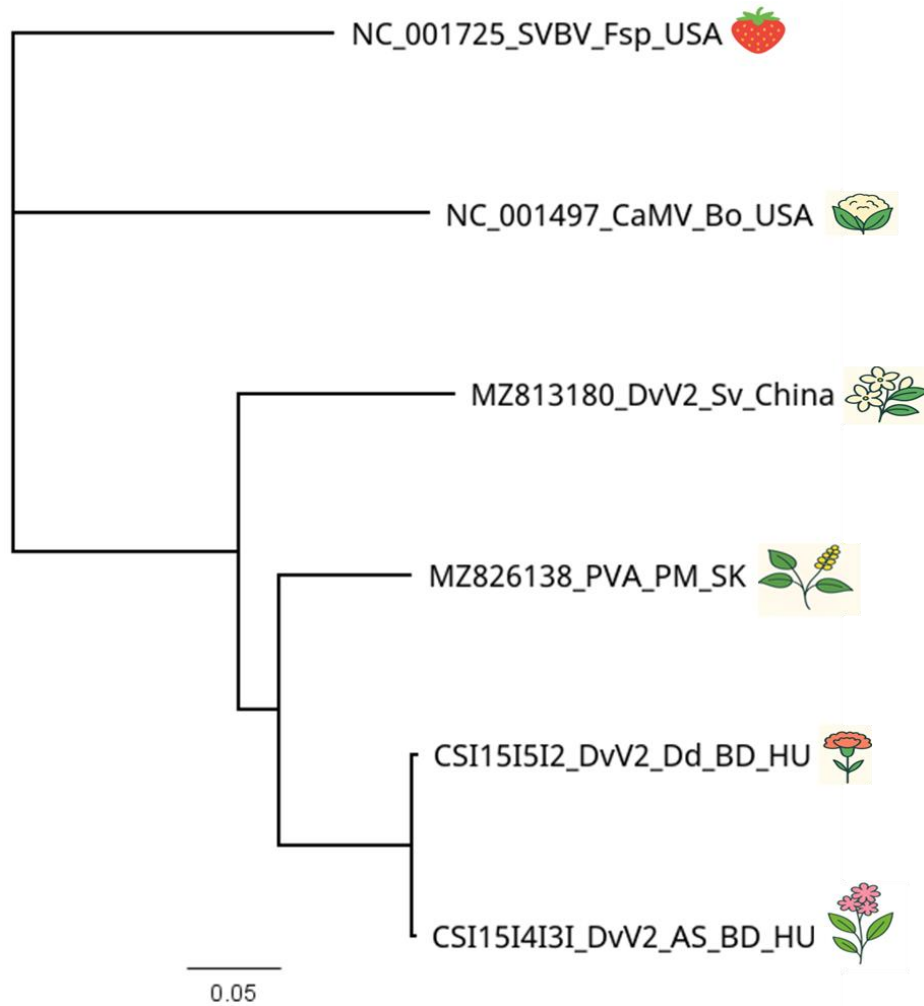 NC_001725_SVBV_Fsp_USA
NC_001497_CaMV_Bo_USA
MZ813180_DvV2_Sv_China
MZ826138_PVA_PM_SK
CSI15I5I2_DvV2_Dd_BD_HU
CSI15I4I3I_DvV2_AS_BD_HU
0.05